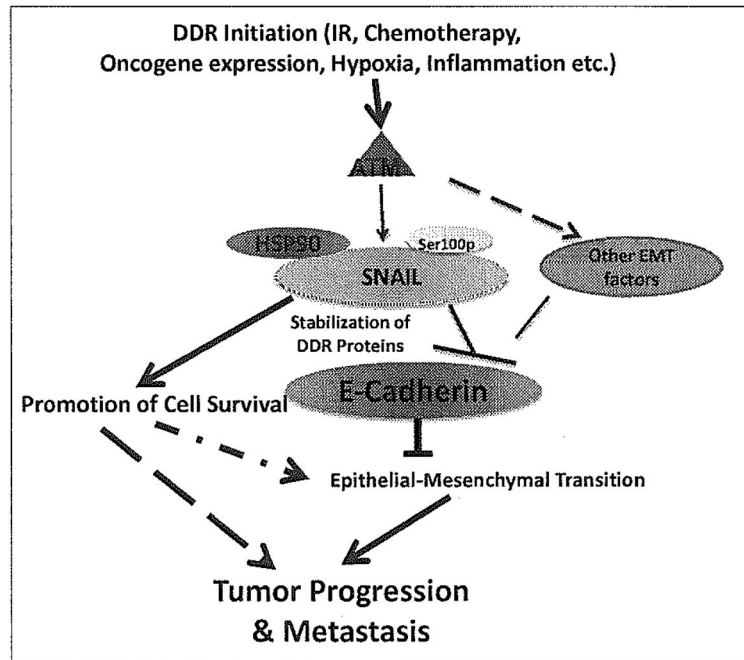 DDR Initiation (IR, Chemotherapy,
Oncogene expression, Hypoxia, Inflammation etc.)
ATM
HSP90
Ser100p
SNAIL
Other EMT
factors
Stabilization of
DDR Proteins
E-Cadherin
Promotion of Cell Survival
Epithelial-Mesenchymal Transition
Tumor Progression
& Metastasis